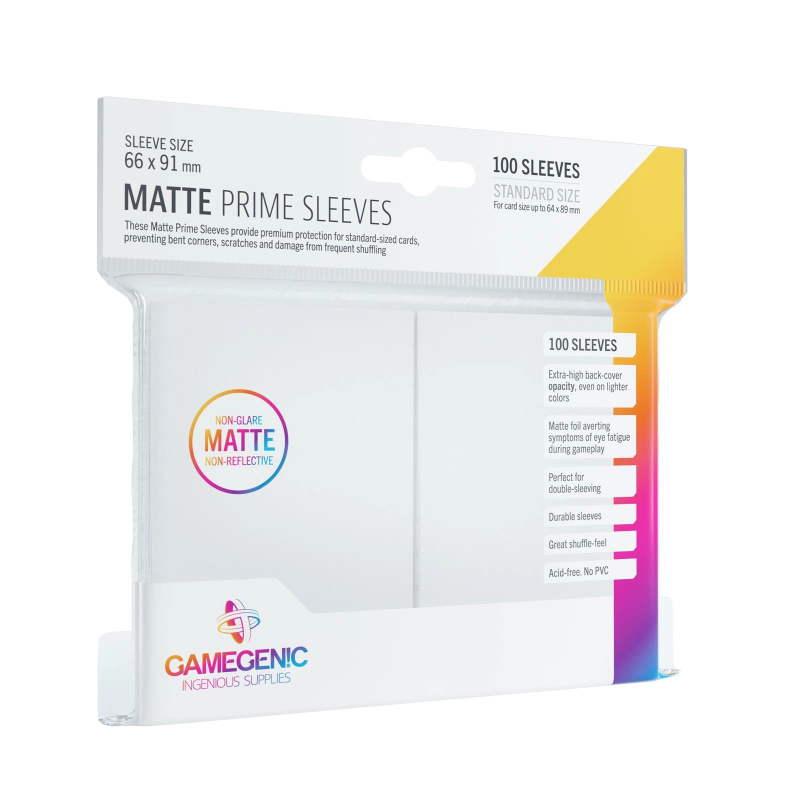 SLEEVE SIZE
66 x 91 mm
MATTE PRIME SLEEVES
These Matte Prime Sleeves provide premium protection for standard-sized cards,
preventing bent corners, scratches and damage from frequent shuffling
100 SLEEVES
STANDARD SIZE
For card size up to 64 x 89 mm
100 SLEEVES
Extra-high back-cover
opacity, even on lighter
colors
Matte foil averting
symptoms of eye fatigue
during gameplay
Perfect for
double-sleeving
Durable sleeves
Great shuffle-feel
Acid-free. No PVC
NON-GLARE
MATTE
NON-REFLECTIVE
GAMEGEN!C
INGENIOUS SUPPLIES